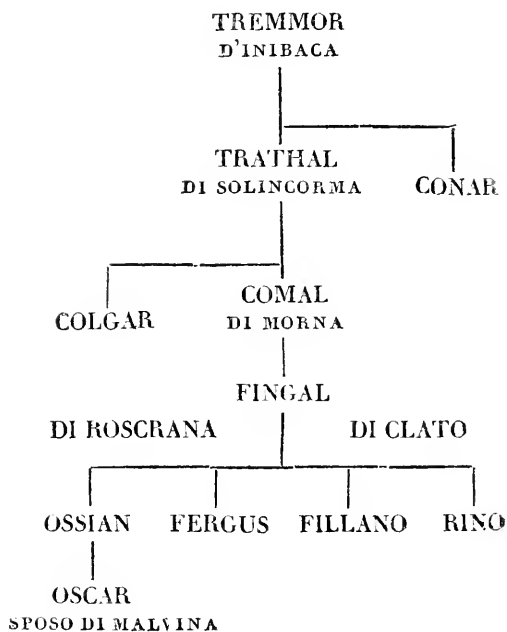 TREMMOR
D'INIBACA
TRATHAL
DI SOLINCORMA
CONAR
COLGAR
COMAL
DI MORNA
FINGAL
DI ROSCRANA DI CLATO
OSSIAN FERGUS FILLANO RINO
OSCAR
SPOSO DI MALVINA